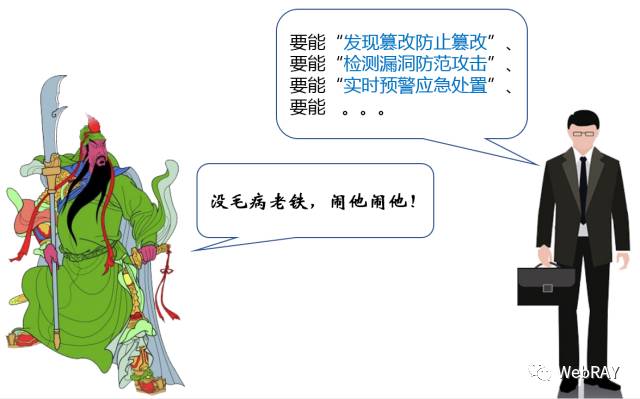 要能“发现篡改防止篡改”、
要能“检测漏洞防范攻击”、
要能“实时预警应急处置”、
要能　。。。
没毛病老铁，闹他闹他！
WebRAY